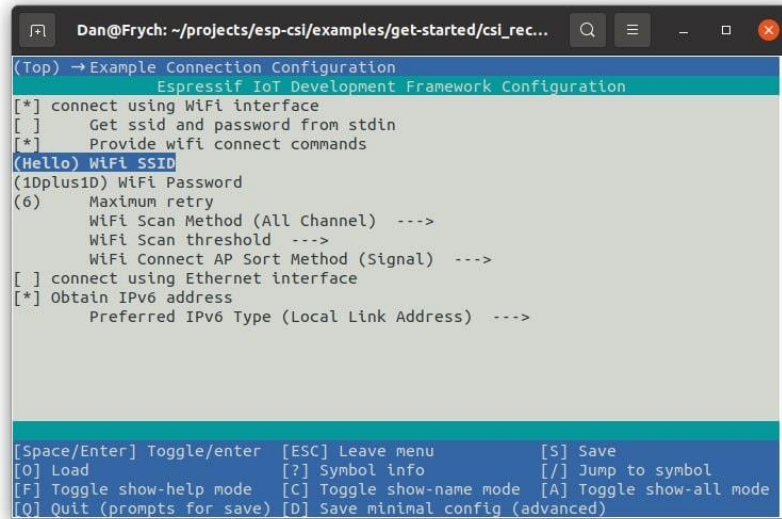 Dan@Frych: ~/projects/esp-csi/examples/get-started/csi_rec...
(Top) → Example Connection Configuration
Espressif IoT Development Framework Configuration
[*] connect using WiFi interface
[ ]     Get ssid and password from stdin
[*]     Provide wifi connect commands
(Hello) WiFi SSID
(1Dplus1D) WiFi Password
(6)     Maximum retry
        WiFi Scan Method (All Channel)  --->
        WiFi Scan threshold  --->
        WiFi Connect AP Sort Method (Signal)  --->
[ ] connect using Ethernet interface
[*] Obtain IPv6 address
        Preferred IPv6 Type (Local Link Address)  --->
[Space/Enter] Toggle/enter  [ESC] Leave menu           [S] Save
[O] Load                    [?] Symbol info            [/] Jump to symbol
[F] Toggle show-help mode   [C] Toggle show-name mode  [A] Toggle show-all mode
[Q] Quit (prompts for save) [D] Save minimal config (advanced)